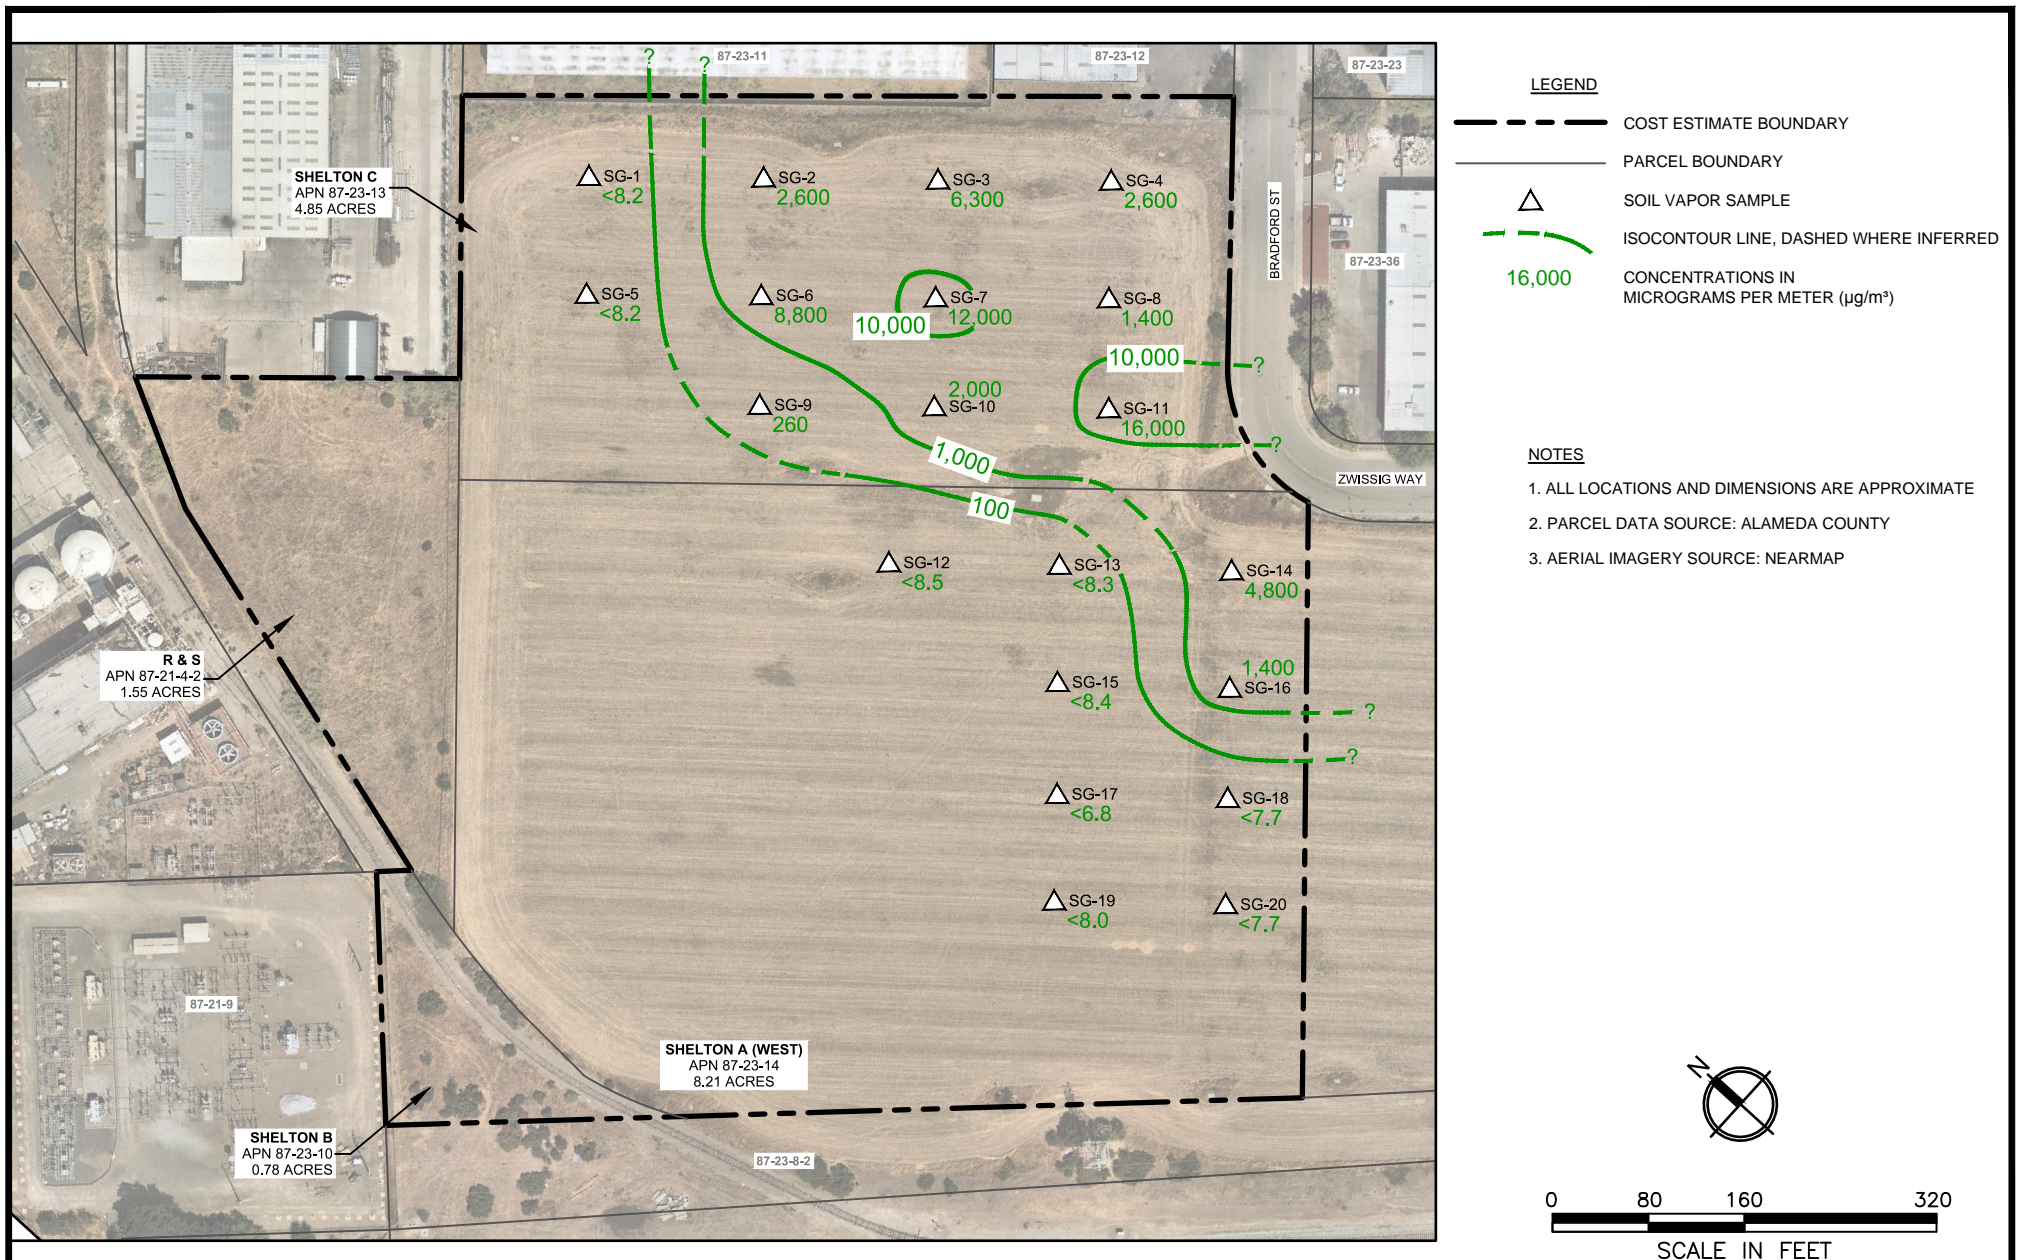 ?
?
87-23-11
87-23-12
87-23-23
SHELTON C
APN 87-23-13
4.85 ACRES
SG-1
<8.2
SG-2
2,600
SG-3
6,300
SG-4
2,600
BRADFORD ST
87-23-36
SG-5
<8.2
SG-6
8,800
SG-7
12,000
10,000
SG-8
1,400
10,000
?
SG-9
260
2,000
SG-10
SG-11
16,000
?
1,000
ZWISSIG WAY
100
SG-12
<8.5
SG-13
<8.3
SG-14
4,800
R & S
APN 87-21-4-2
1.55 ACRES
SG-15
<8.4
1,400
SG-16
?
?
SG-17
<6.8
SG-18
<7.7
SG-19
<8.0
SG-20
<7.7
87-21-9
SHELTON A (WEST)
APN 87-23-14
8.21 ACRES
SHELTON B
APN 87-23-10
0.78 ACRES
87-23-8-2
LEGEND
COST ESTIMATE BOUNDARY
PARCEL BOUNDARY
SOIL VAPOR SAMPLE
ISOCONTOUR LINE, DASHED WHERE INFERRED
16,000
CONCENTRATIONS IN
MICROGRAMS PER METER (µg/m³)
NOTES
1. ALL LOCATIONS AND DIMENSIONS ARE APPROXIMATE
2. PARCEL DATA SOURCE: ALAMEDA COUNTY
3. AERIAL IMAGERY SOURCE: NEARMAP
N
0 80 160 320
SCALE IN FEET